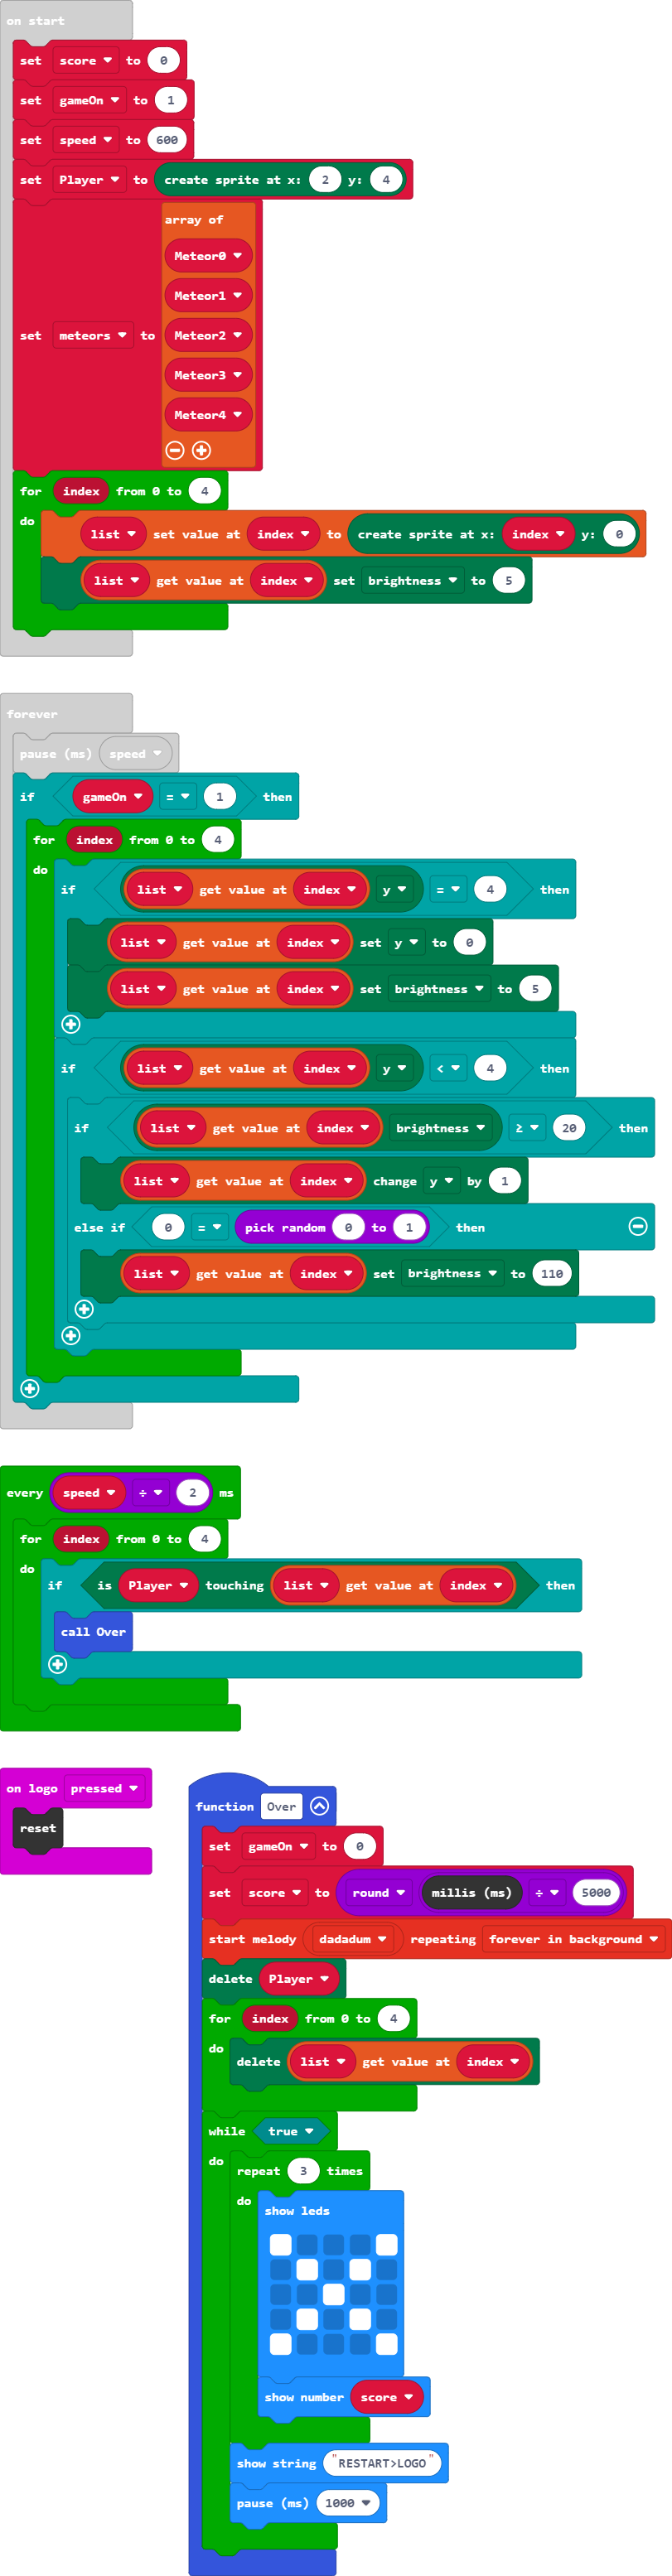 on start
set score to 0
set gameOn to 1
set speed to 600
set Player to create sprite at x: 2 y: 4
array of
Meteor0
Meteor1
set meteors to Meteor2
Meteor3
Meteor4
for index from 0 to 4
do
list set value at index to create sprite at x: index y: 0
list get value at index set brightness to 5
forever
pause (ms) speed
if gameOn = 1 then
for index from 0 to 4
do
if list get value at index y = 4 then
list get value at index set y to 0
list get value at index set brightness to 5
if list get value at index y < 4 then
if list get value at index brightness ≥ 20 then
list get value at index change y by 1
else if 0 = pick random 0 to 1 then
list get value at index set brightness to 110
every speed ÷ 2 ms
for index from 0 to 4
do
if is Player touching list get value at index then
call Over
on logo pressed
reset
function Over
set gameOn to 0
set score to round millis (ms) ÷ 5000
start melody dadadum repeating forever in background
delete Player
for index from 0 to 4
do
delete list get value at index
while true
do
repeat 3 times
do
show leds
show number score
show string "RESTART>LOGO"
pause (ms) 1000